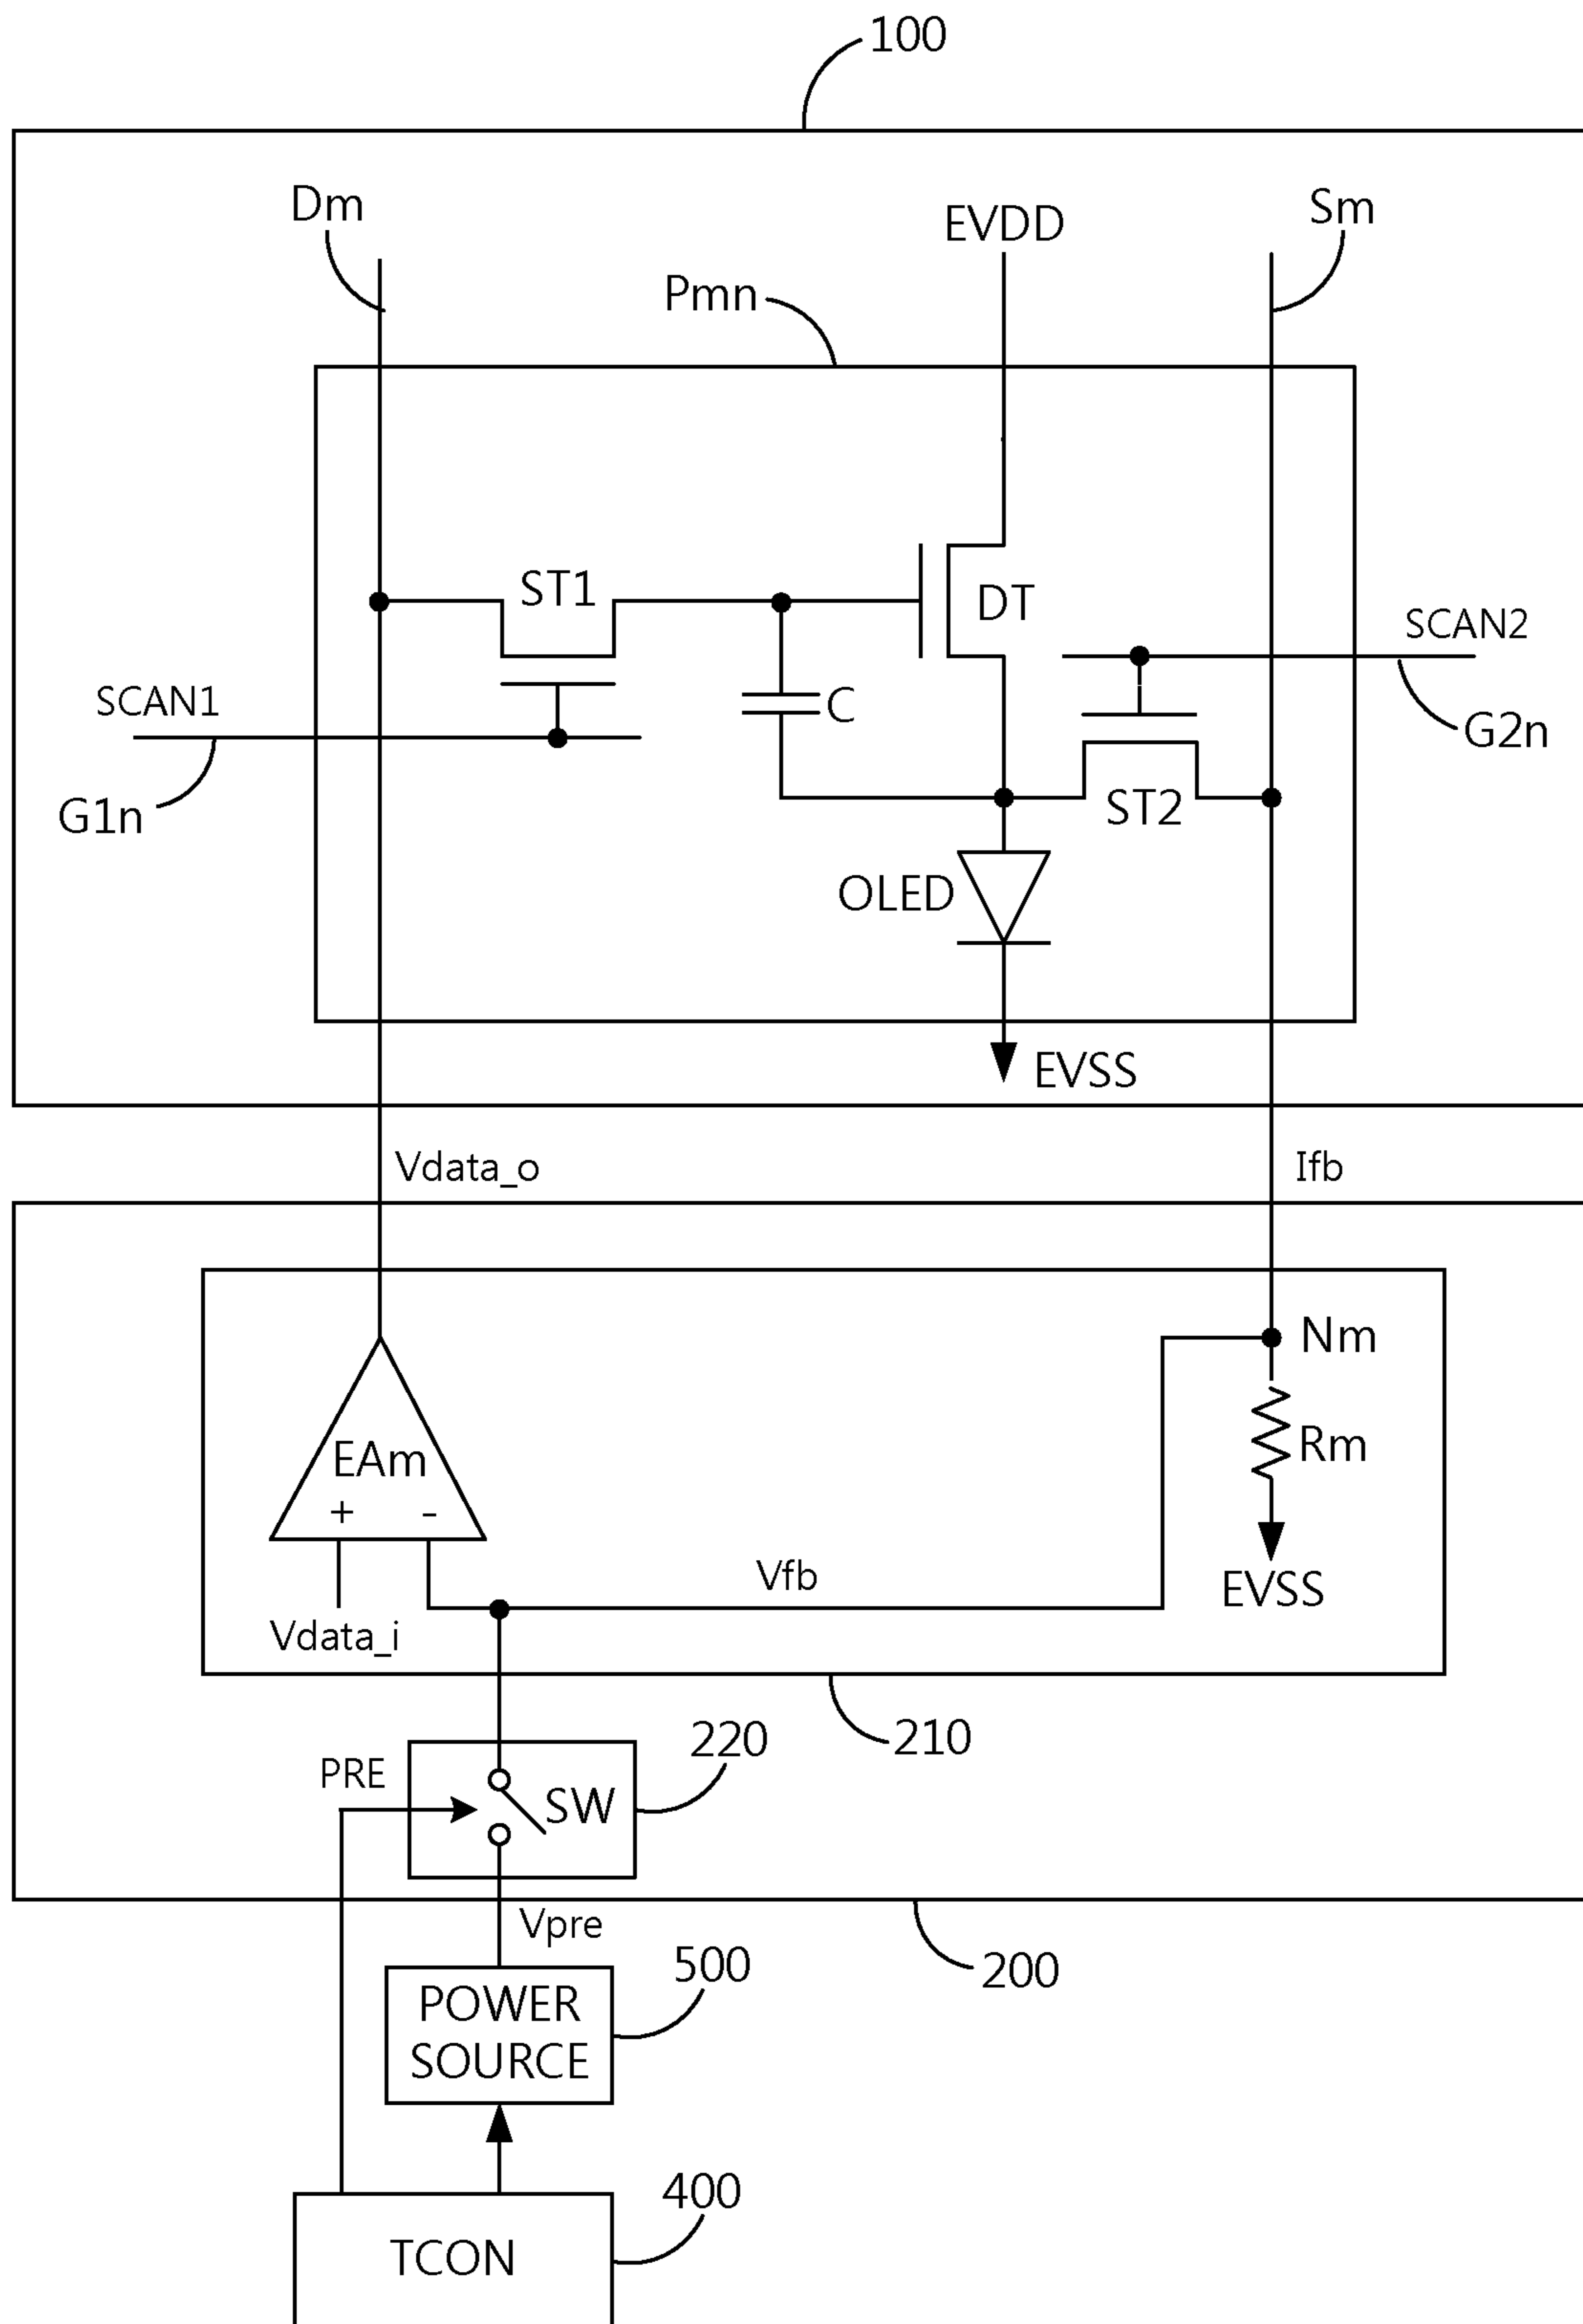 100
Dm
EVDD
Sm
Pmn
ST1
DT
SCAN2
SCAN1
C
G2n
G1n
ST2
OLED
EVSS
Vdata_o
Ifb
Nm
EAm
Rm
+ -
Vfb
EVSS
Vdata_i
220
210
PRE
SW
Vpre
500
200
POWER
SOURCE
400
TCON